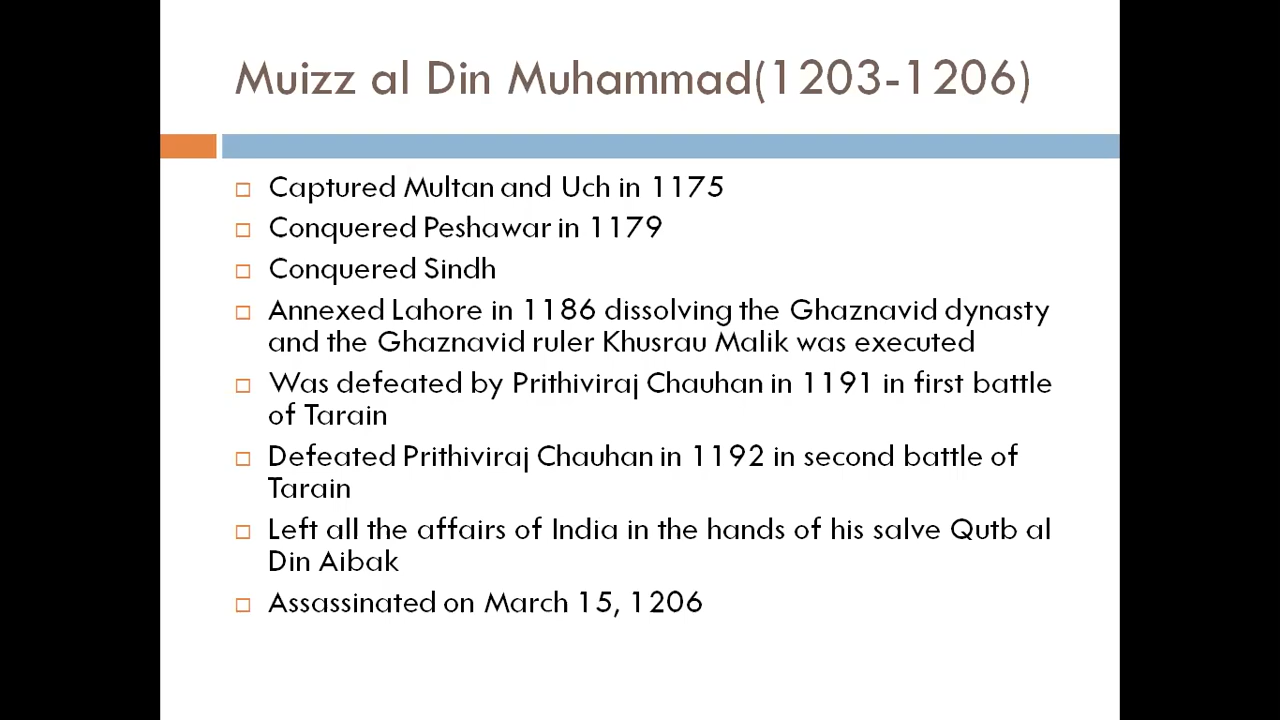 Muizz al Din Muhammad(1203-1206)
Captured Multan and Uch in 1175
Conquered Peshawar in 1179
Conquered Sindh
Annexed Lahore in 1186 dissolving the Ghaznavid dynasty
and the Ghaznavid ruler Khusrau Malik was executed
Was defeated by Prithiviraj Chauhan in 1191 in first battle
of Tarain
Defeated Prithiviraj Chauhan in 1192 in second battle of
Tarain
Left all the affairs of India in the hands of his salve Qutb al
Din Aibak
Assassinated on March 15, 1206